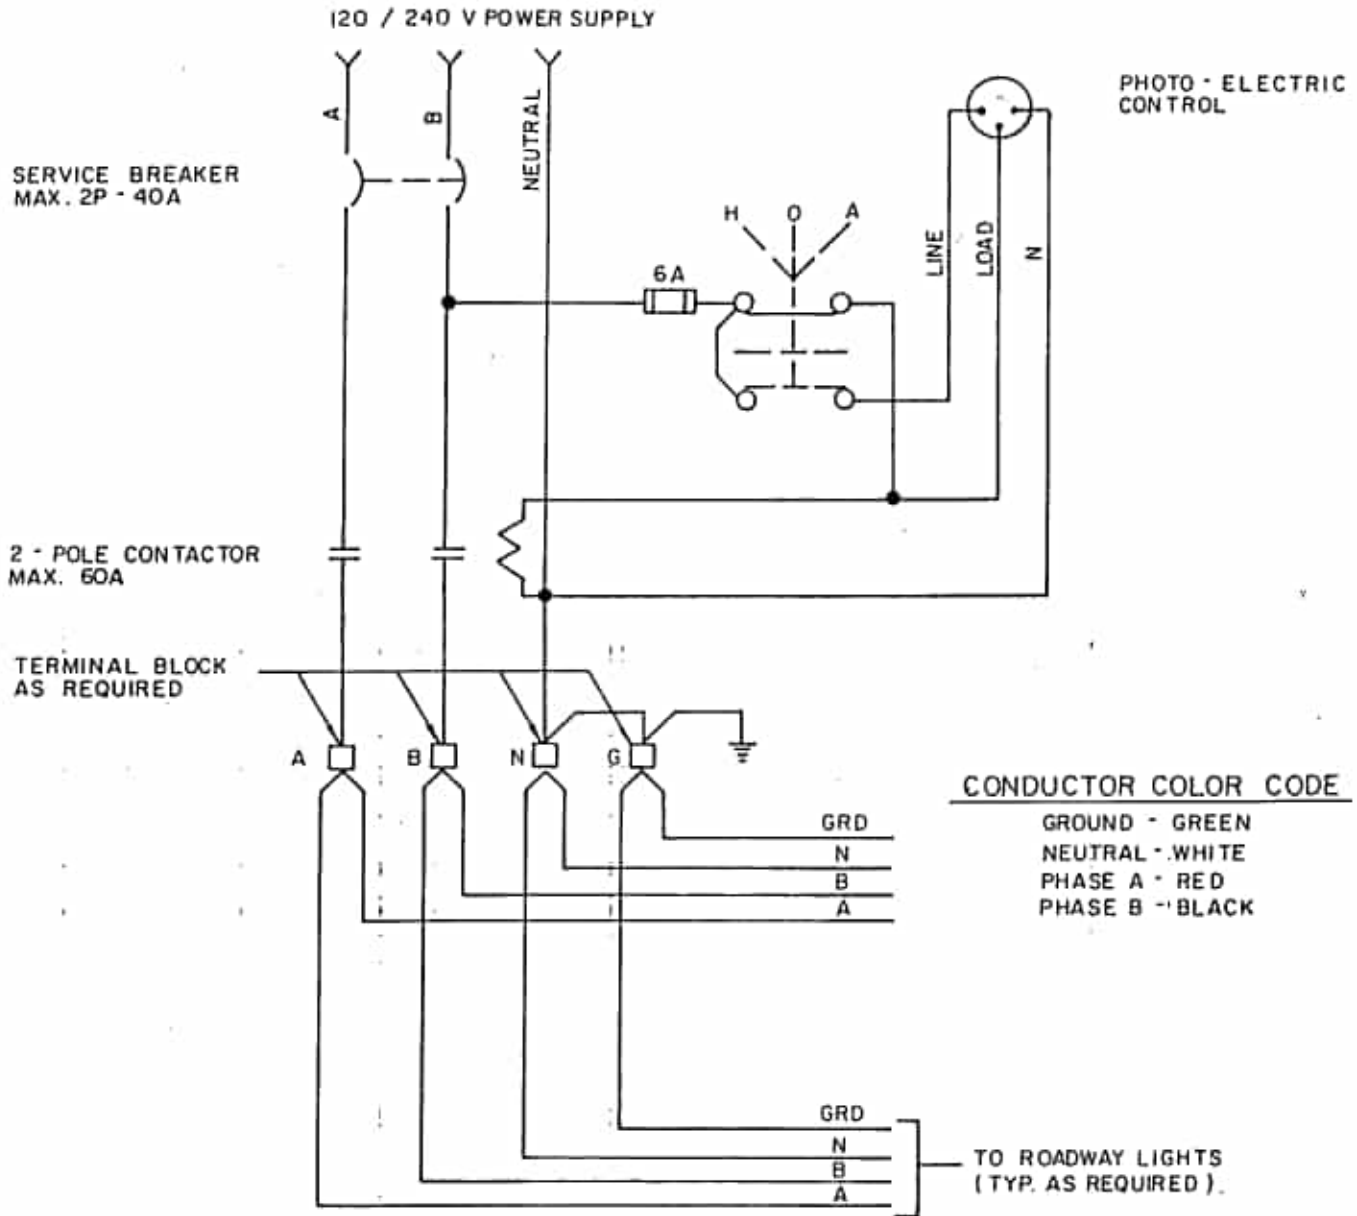 120 / 240 V POWER SUPPLY
PHOTO - ELECTRIC
CONTROL
A
B
NEUTRAL
SERVICE BREAKER
MAX. 2P - 40A
H O A
LINE
LOAD
N
6A
2 - POLE CONTACTOR
MAX. 60A
TERMINAL BLOCK
AS REQUIRED
A B N G
CONDUCTOR COLOR CODE
GROUND - GREEN
NEUTRAL - WHITE
PHASE A - RED
PHASE B - BLACK
GRD
N
B
A
GRD
N
B
A
TO ROADWAY LIGHTS
(TYP. AS REQUIRED).